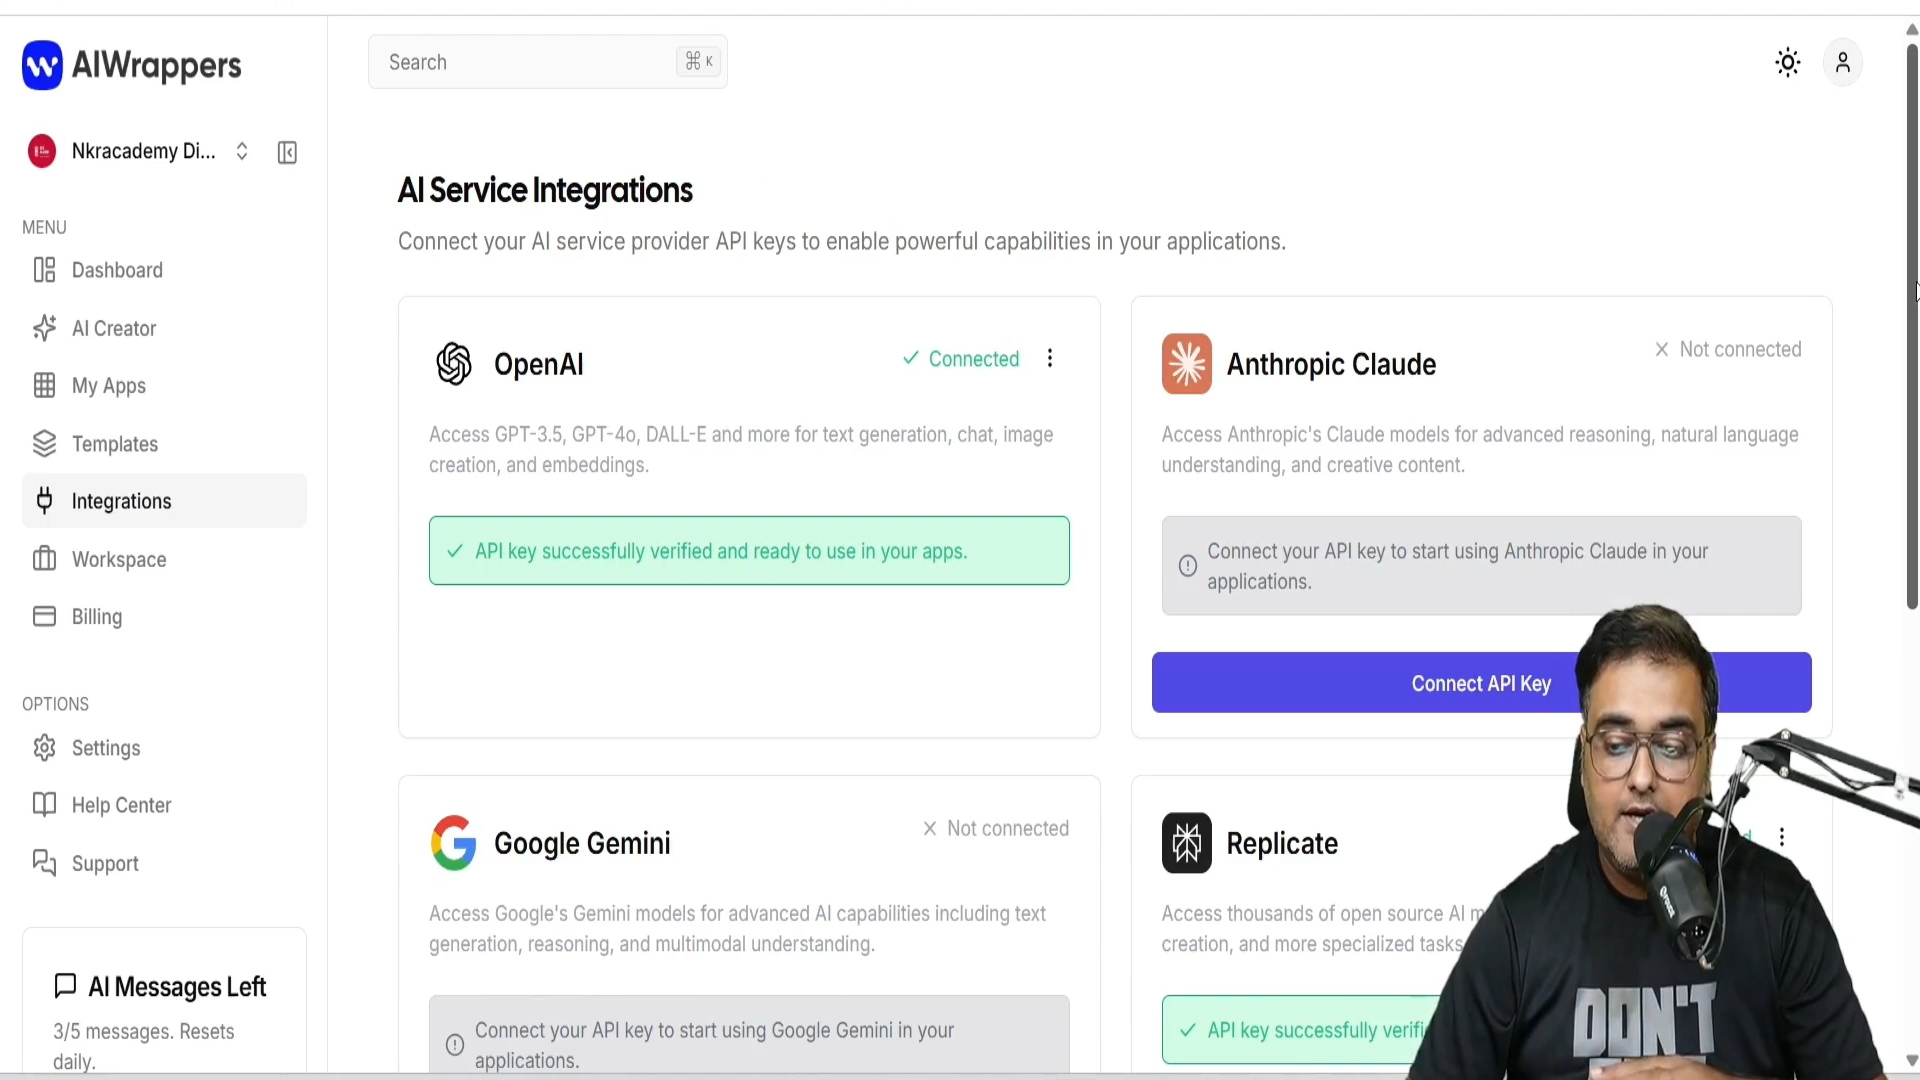 AIWrappers
Search
⌘ K
Nkracademy Di...
MENU
Dashboard
AI Creator
My Apps
Templates
Integrations
Workspace
Billing
OPTIONS
Settings
Help Center
Support
AI Messages Left
3/5 messages. Resets
daily.
AI Service Integrations
Connect your AI service provider API keys to enable powerful capabilities in your applications.
OpenAI
Connected
Access GPT-3.5, GPT-4o, DALL-E and more for text generation, chat, image
creation, and embeddings.
API key successfully verified and ready to use in your apps.
Anthropic Claude
Not connected
Access Anthropic's Claude models for advanced reasoning, natural language
understanding, and creative content.
Connect your API key to start using Anthropic Claude in your
applications.
Connect API Key
Google Gemini
Not connected
Access Google's Gemini models for advanced AI capabilities including text
generation, reasoning, and multimodal understanding.
Connect your API key to start using Google Gemini in your
applications.
Replicate
Access thousands of open source AI
creation, and more specialized tasks
API key successfully
DON'T